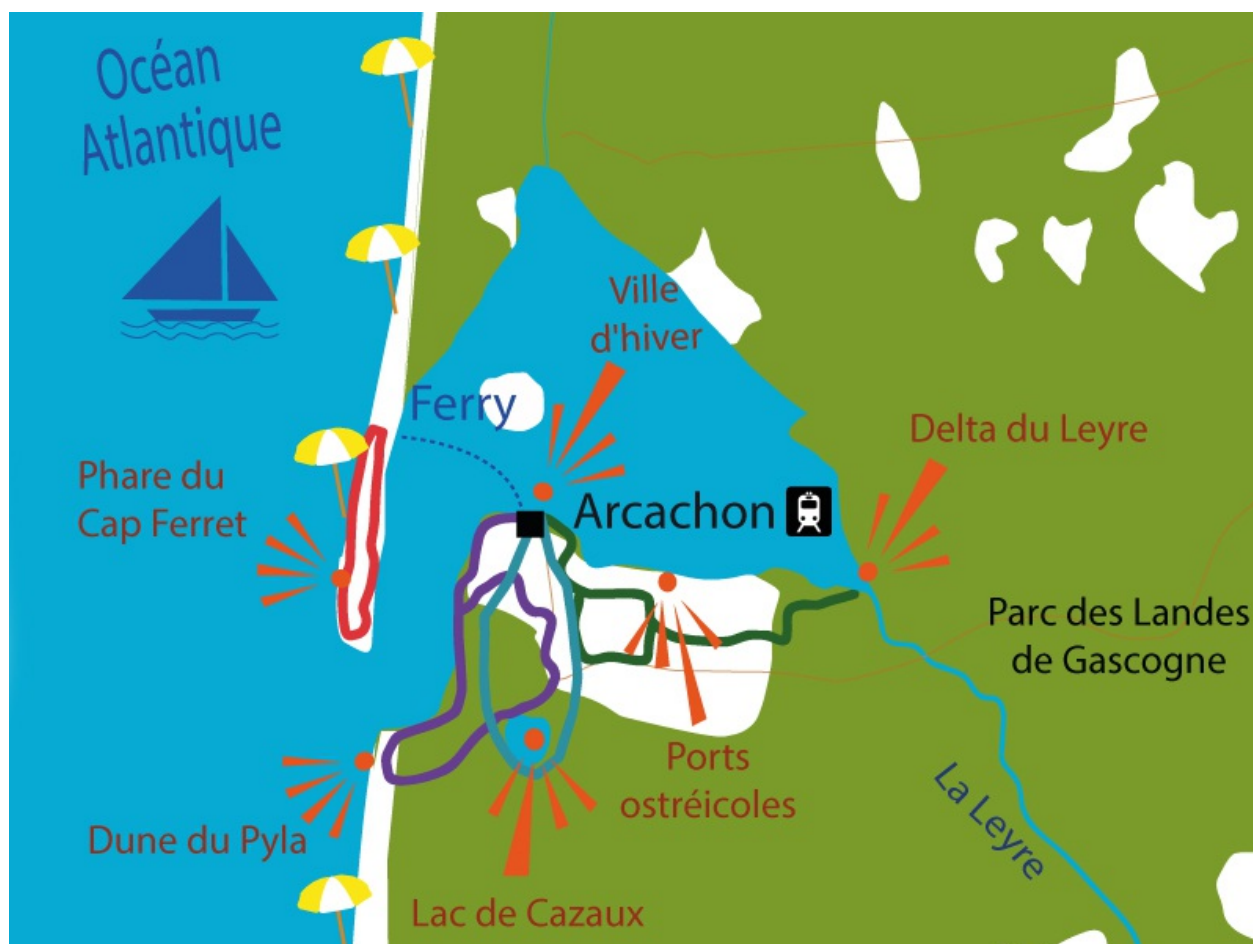 Océan
Atlantique
Ville
d'hiver
Ferry
Delta du Leyre
Phare du
Cap Ferret
Arcachon
Parc des Landes
de Gascogne
Ports
ostréicoles
La Leyre
Dune du Pyla
Lac de Cazaux